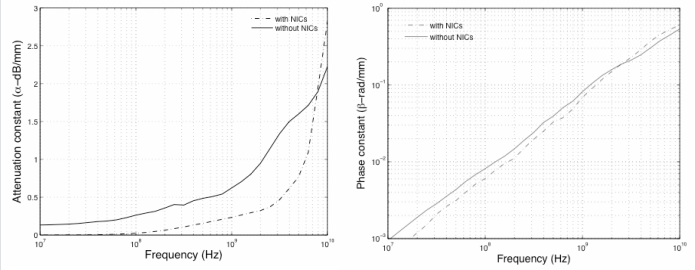 3
2.5
2
1.5
1
0.5
0
with NICs
without NICs
Attenuation constant (α−dB/mm)
10^7
10^8
10^9
10^10
Frequency (Hz)
10^0
10^−1
10^−2
10^−3
with NICs
without NICs
Phase constant (β−rad/mm)
10^7
10^8
10^9
10^10
Frequency (Hz)